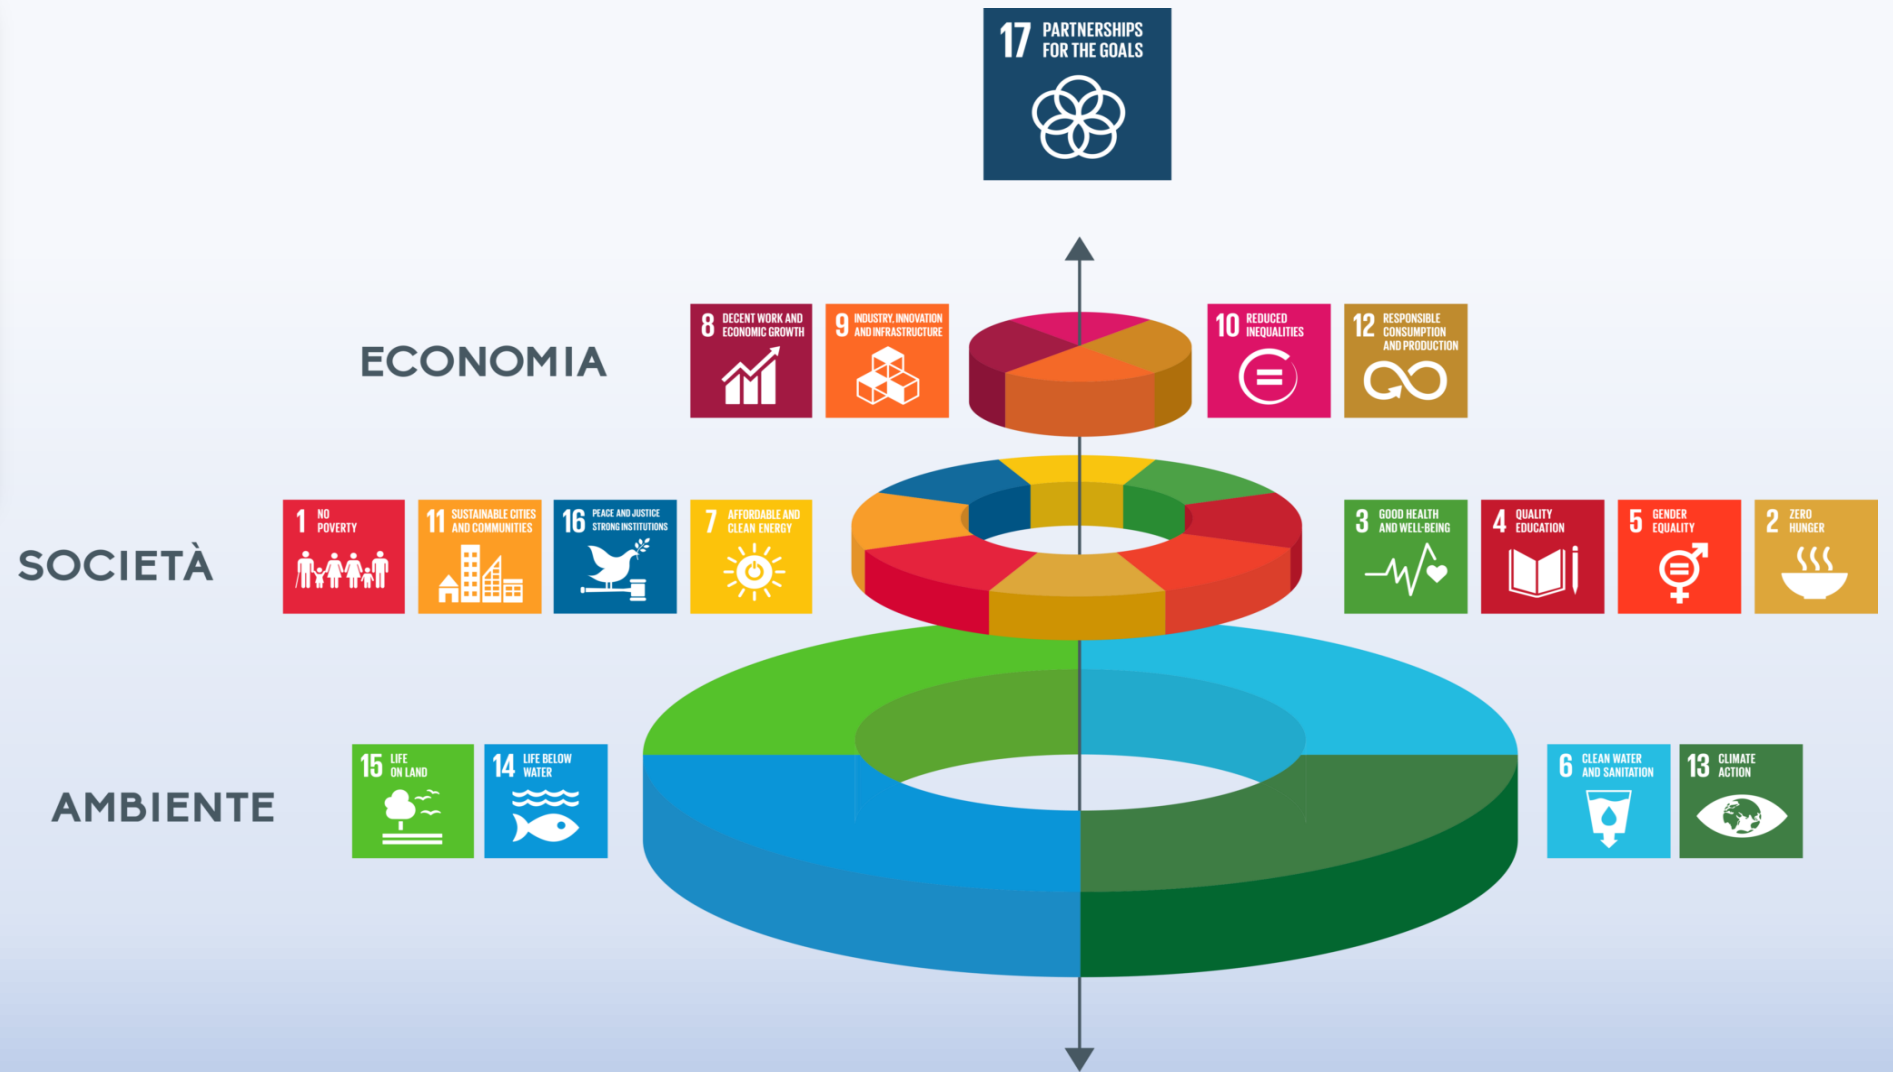 17 PARTNERSHIPS
FOR THE GOALS
ECONOMIA
8 DECENT WORK AND
ECONOMIC GROWTH
9 INDUSTRY, INNOVATION
AND INFRASTRUCTURE
10 REDUCED
INEQUALITIES
12 RESPONSIBLE
CONSUMPTION
AND PRODUCTION
SOCIETÀ
1 NO
POVERTY
11 SUSTAINABLE CITIES
AND COMMUNITIES
16 PEACE AND JUSTICE
STRONG INSTITUTIONS
7 AFFORDABLE AND
CLEAN ENERGY
3 GOOD HEALTH
AND WELL-BEING
4 QUALITY
EDUCATION
5 GENDER
EQUALITY
2 ZERO
HUNGER
AMBIENTE
15 LIFE
ON LAND
14 LIFE BELOW
WATER
6 CLEAN WATER
AND SANITATION
13 CLIMATE
ACTION